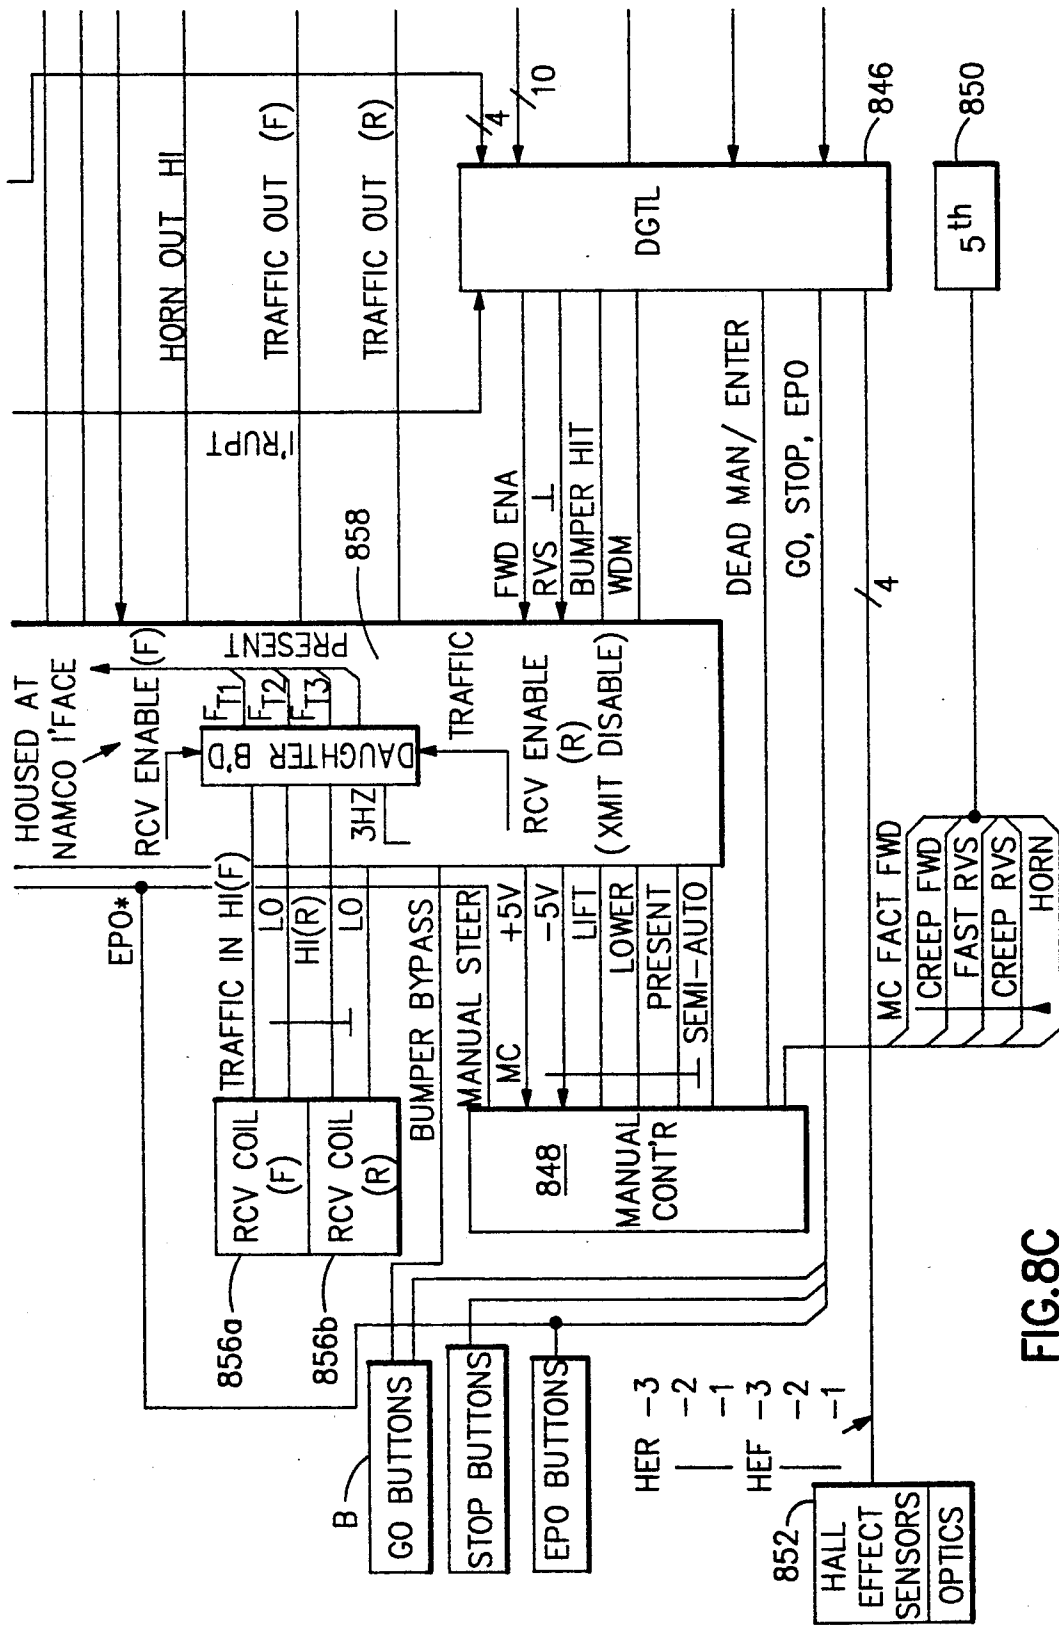 HOUSED AT
NAMCO I'FACE
RCV ENABLE (F)
EPO*
TRAFFIC IN HI(F)
LO
HI(R)
LO
3HZ
DAUGHTER B'D
FT1
FT2
FT3
PRESENT
858
HORN OUT HI
I'RUPT
TRAFFIC OUT (F)
TRAFFIC OUT (R)
4
10
RCV COIL
(F)
RCV COIL
(R)
856a
856b
TRAFFIC
RCV ENABLE
(R)
(XMIT DISABLE)
BUMPER BYPASS
MANUAL STEER
MC +5V
-5V
LIFT
LOWER
PRESENT
SEMI-AUTO
FWD ENA
RVS ⊥
BUMPER HIT
WDM
DGTL
846
B
GO BUTTONS
STOP BUTTONS
EPO BUTTONS
848
MANUAL
CONT'R
DEAD MAN/ ENTER
GO, STOP, EPO
4
5th
850
HER -3
-2
-1
HEF -3
-2
-1
852
HALL
EFFECT
SENSORS
OPTICS
MC FACT FWD
CREEP FWD
FAST RVS
CREEP RVS
HORN
FIG.8C